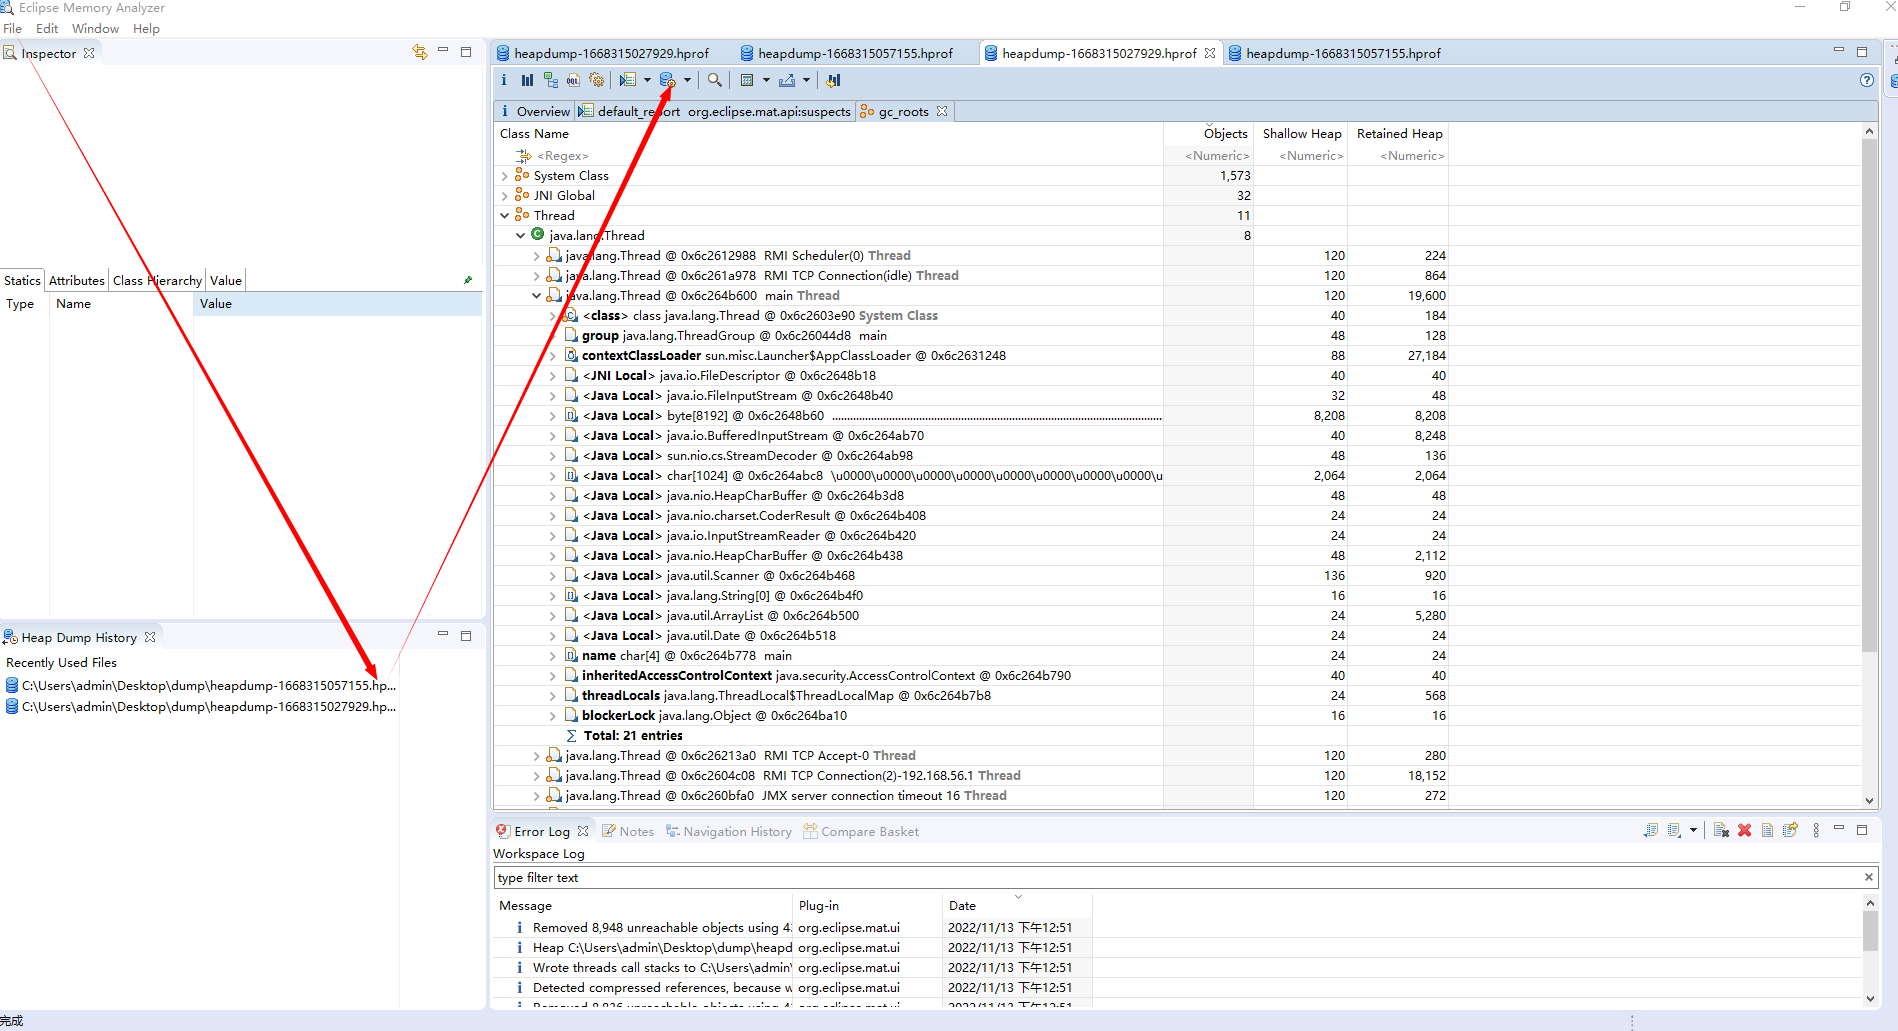 Eclipse Memory Analyzer
File Edit Window Help
Inspector
Statics Attributes Class Hierarchy Value
Type Name Value
Heap Dump History
Recently Used Files
C:\Users\admin\Desktop\dump\heapdump-1668315057155.hp...
C:\Users\admin\Desktop\dump\heapdump-1668315027929.hp...
heapdump-1668315027929.hprof heapdump-1668315057155.hprof heapdump-1668315027929.hprof heapdump-1668315057155.hprof
i OQL
i Overview default_report org.eclipse.mat.api:suspects gc_roots
Class Name Objects Shallow Heap Retained Heap
<Regex> <Numeric> <Numeric> <Numeric>
System Class 1,573
JNI Global 32
Thread 11
java.lang.Thread 8
java.lang.Thread @ 0x6c2612988 RMI Scheduler(0) Thread 120 224
java.lang.Thread @ 0x6c261a978 RMI TCP Connection(idle) Thread 120 864
java.lang.Thread @ 0x6c264b600 main Thread 120 19,600
<class> class java.lang.Thread @ 0x6c2603e90 System Class 40 184
group java.lang.ThreadGroup @ 0x6c26044d8 main 48 128
contextClassLoader sun.misc.Launcher$AppClassLoader @ 0x6c2631248 88 27,184
<JNI Local> java.io.FileDescriptor @ 0x6c2648b18 40 40
<Java Local> java.io.FileInputStream @ 0x6c2648b40 32 48
<Java Local> byte[8192] @ 0x6c2648b60 ........ 8,208 8,208
<Java Local> java.io.BufferedInputStream @ 0x6c264ab70 40 8,248
<Java Local> sun.nio.cs.StreamDecoder @ 0x6c264ab98 48 136
<Java Local> char[1024] @ 0x6c264abc8 \u0000\u0000\u0000\u0000\u0000\u0000\u0000\u0000\u 2,064 2,064
<Java Local> java.nio.HeapCharBuffer @ 0x6c264b3d8 48 48
<Java Local> java.nio.charset.CoderResult @ 0x6c264b408 24 24
<Java Local> java.io.InputStreamReader @ 0x6c264b420 24 24
<Java Local> java.nio.HeapCharBuffer @ 0x6c264b438 48 2,112
<Java Local> java.util.Scanner @ 0x6c264b468 136 920
<Java Local> java.lang.String[0] @ 0x6c264b4f0 16 16
<Java Local> java.util.ArrayList @ 0x6c264b500 24 5,280
<Java Local> java.util.Date @ 0x6c264b518 24 24
name char[4] @ 0x6c264b778 main 24 24
inheritedAccessControlContext java.security.AccessControlContext @ 0x6c264b790 40 40
threadLocals java.lang.ThreadLocal$ThreadLocalMap @ 0x6c264b7b8 24 568
blockerLock java.lang.Object @ 0x6c264ba10 16 16
Total: 21 entries
java.lang.Thread @ 0x6c26213a0 RMI TCP Accept-0 Thread 120 280
java.lang.Thread @ 0x6c2604c08 RMI TCP Connection(2)-192.168.56.1 Thread 120 18,152
java.lang.Thread @ 0x6c260bfa0 JMX server connection timeout 16 Thread 120 272
Error Log Notes Navigation History Compare Basket
Workspace Log
type filter text
Message Plug-in Date
Removed 8,948 unreachable objects using 4 org.eclipse.mat.ui 2022/11/13 下午12:51
Heap C:\Users\admin\Desktop\dump\heapd org.eclipse.mat.ui 2022/11/13 下午12:51
Wrote threads call stacks to C:\Users\admin\ org.eclipse.mat.ui 2022/11/13 下午12:51
Detected compressed references, because w org.eclipse.mat.ui 2022/11/13 下午12:51
Removed 8,836 unreachable objects using org.eclipse.mat.ui 2022/11/13 下午12:51
完成